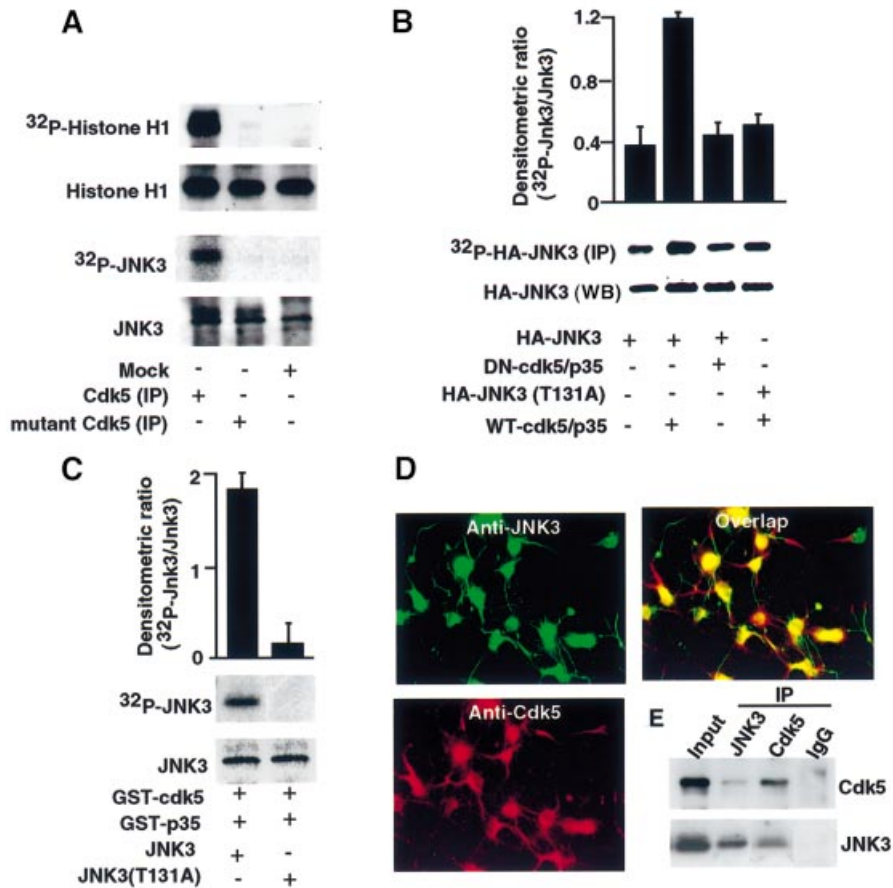 A
32P-Histone H1
Histone H1
32P-JNK3
JNK3
Mock - - +
Cdk5 (IP) + - -
mutant Cdk5 (IP) - + -
B
Densitometric ratio
(32P-Jnk3/Jnk3)
1.2
0.8
0.4
0
32P-HA-JNK3 (IP)
HA-JNK3 (WB)
HA-JNK3 + + + -
DN-cdk5/p35 - - + -
HA-JNK3 (T131A) - - - +
WT-cdk5/p35 - + - +
C
Densitometric ratio
(32P-Jnk3/Jnk3)
2
1
0
32P-JNK3
JNK3
GST-cdk5 + +
GST-p35 + +
JNK3 + -
JNK3(T131A) - +
D
Anti-JNK3
Overlap
Anti-Cdk5
E
IP
Input JNK3 Cdk5 IgG
Cdk5
JNK3